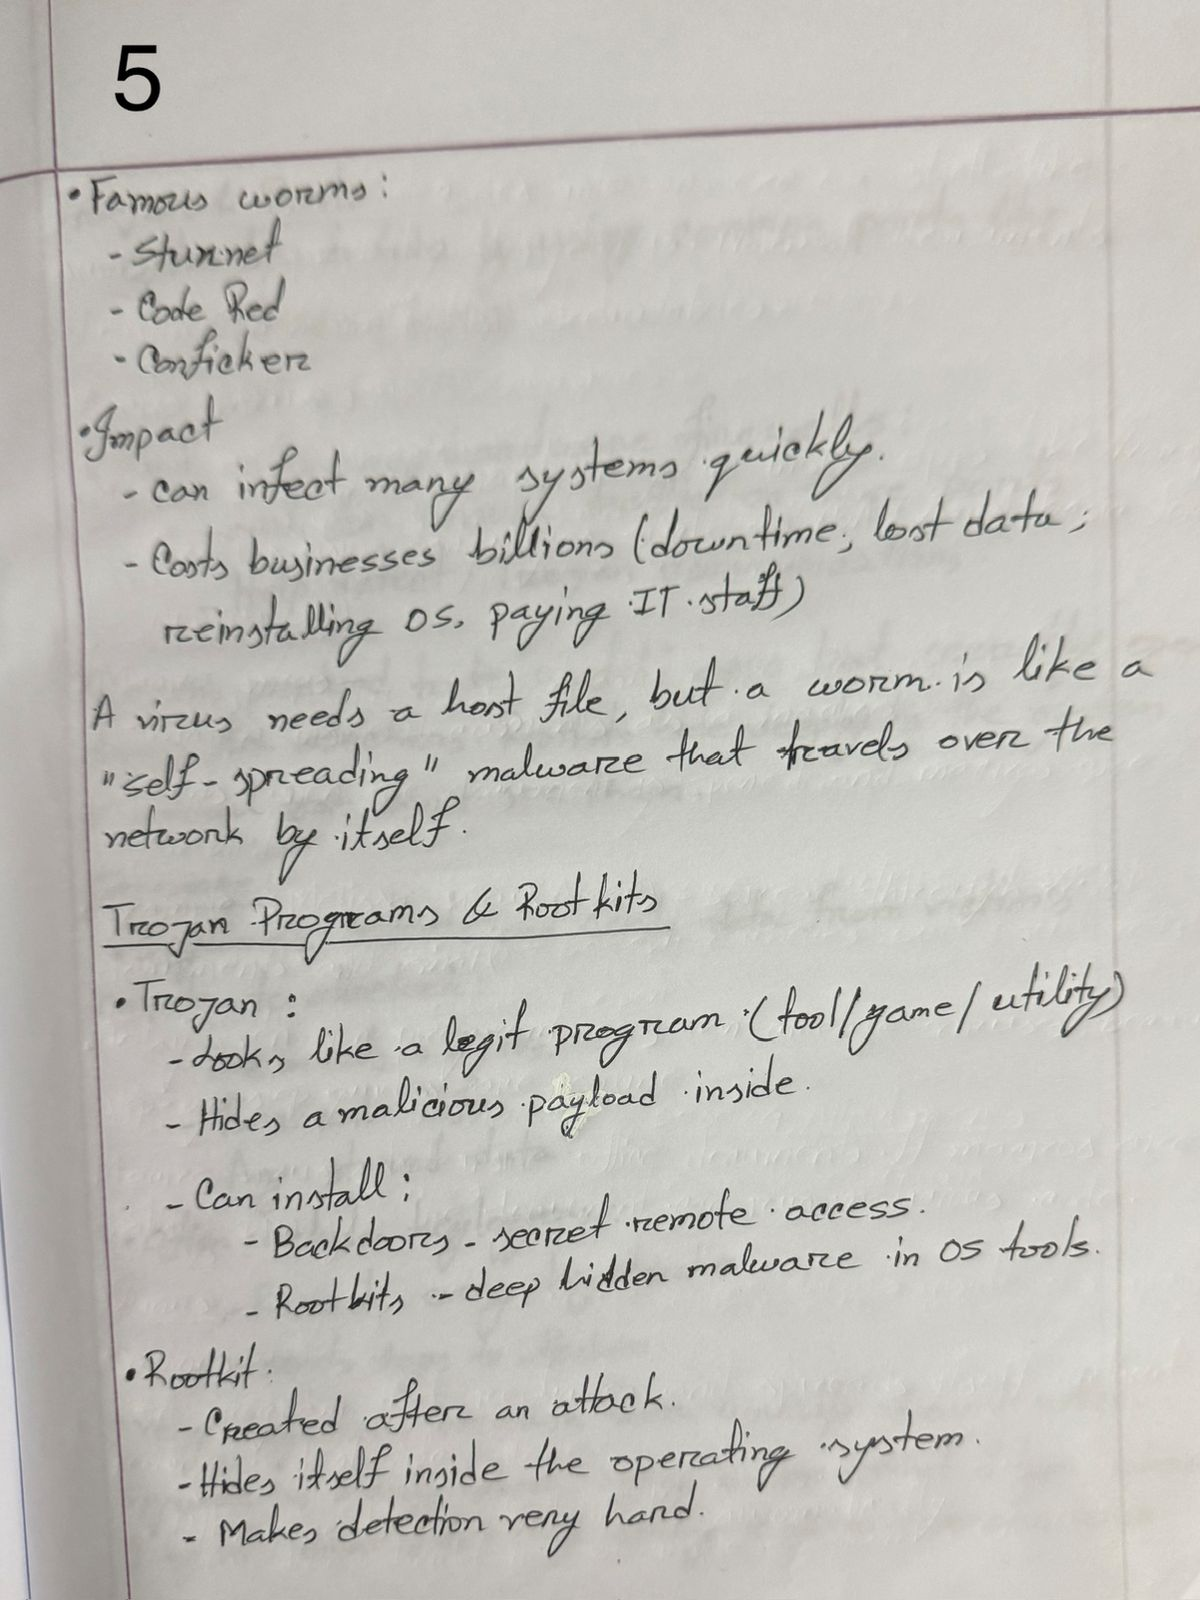 5
• Famous worms:
- Stuxnet
- Code Red
- Conficker
• Impact
- can infect many systems quickly.
- Costs businesses billions (downtime, lost data,
reinstalling OS, paying IT staff)
A virus needs a host file, but a worm is like a
"self-spreading" malware that travels over the
network by itself.
Trojan Programs & Rootkits
• Trojan:
- Looks like a legit program (tool/game/utility)
- Hides a malicious payload inside.
- Can install:
- Backdoors - secret remote access.
- Rootkits - deep hidden malware in OS tools.
• Rootkit:
- Created after an attack.
- Hides itself inside the operating system.
- Makes detection very hard.